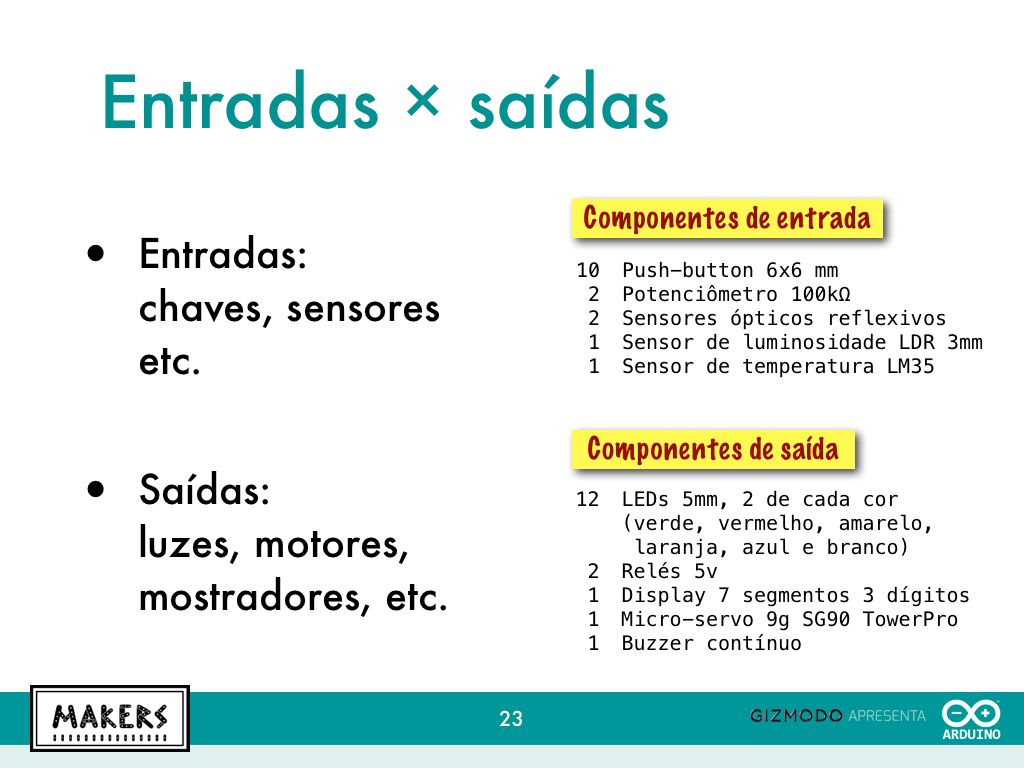 Entradas × saídas
• Entradas:
chaves, sensores
etc.
• Saídas:
luzes, motores,
mostradores, etc.
Componentes de entrada
10 Push-button 6x6 mm
2 Potenciômetro 100kΩ
2 Sensores ópticos reflexivos
1 Sensor de luminosidade LDR 3mm
1 Sensor de temperatura LM35
Componentes de saída
12 LEDs 5mm, 2 de cada cor
(verde, vermelho, amarelo,
laranja, azul e branco)
2 Relés 5v
1 Display 7 segmentos 3 dígitos
1 Micro-servo 9g SG90 TowerPro
1 Buzzer contínuo
MAKERS
23
GIZMODO APRESENTA
ARDUINO